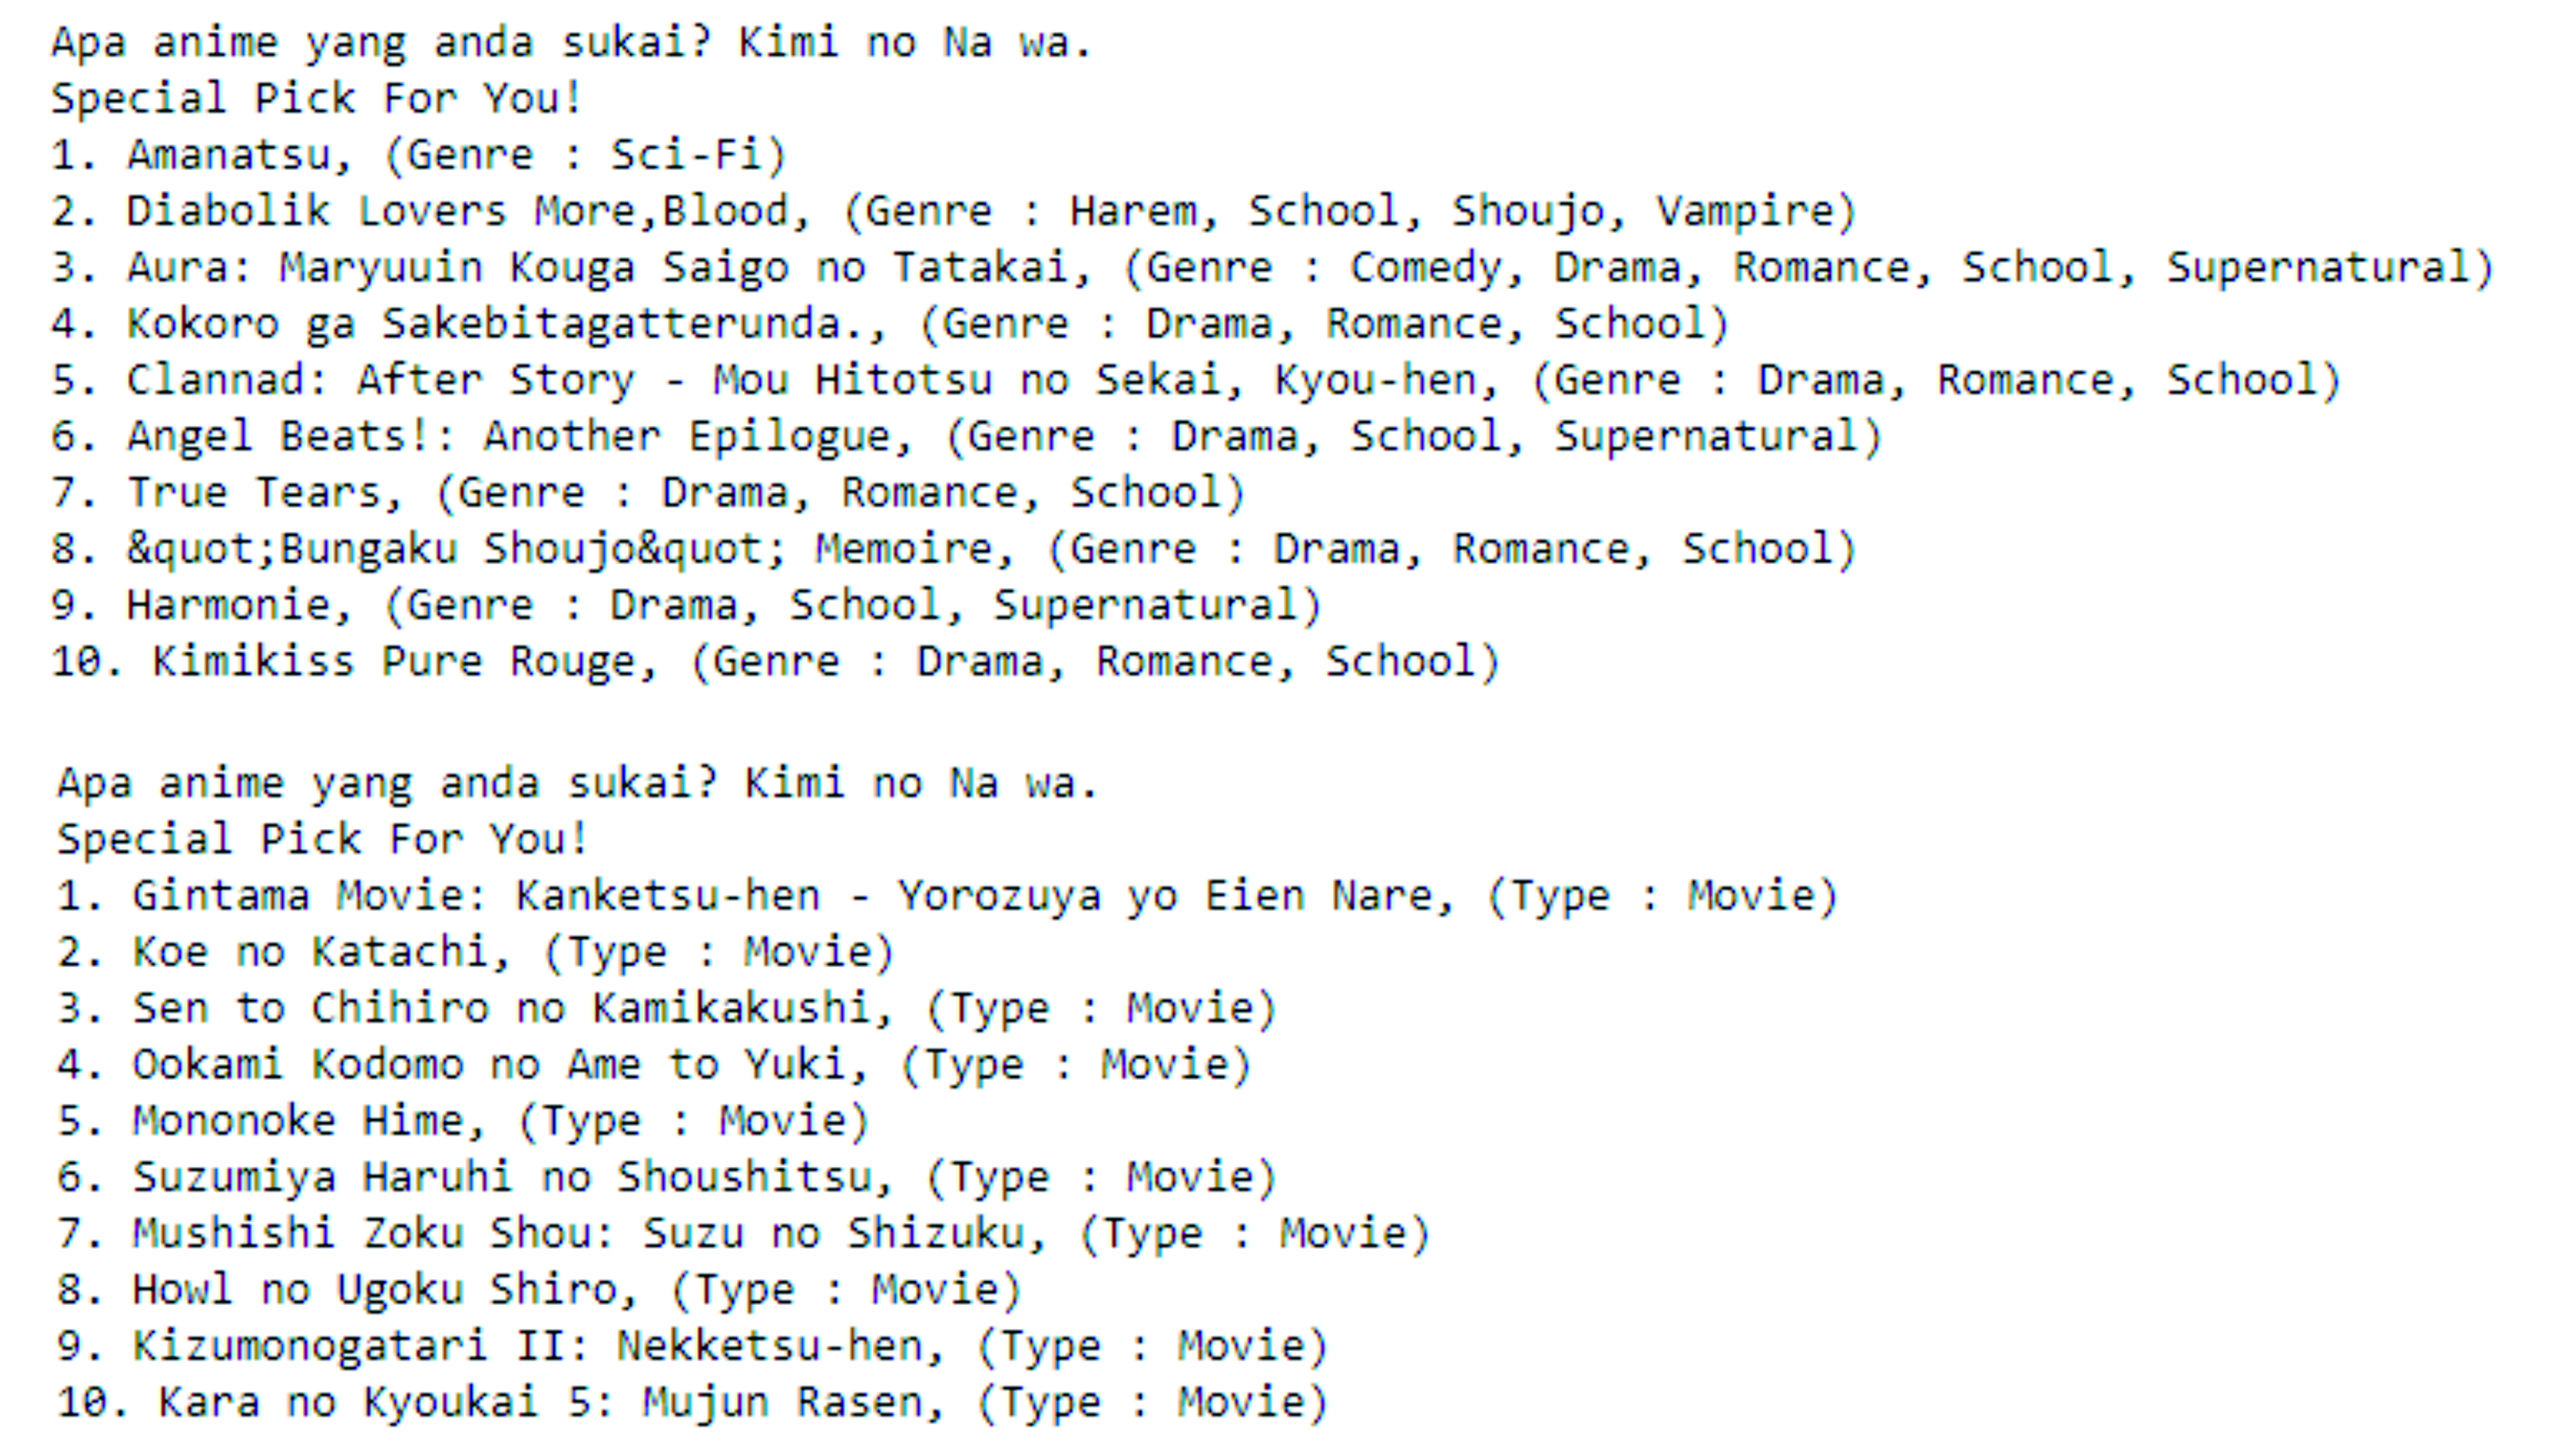 Apa anime yang anda sukai? Kimi no Na wa.
Special Pick For You!
1. Amanatsu, (Genre : Sci-Fi)
2. Diabolik Lovers More,Blood, (Genre : Harem, School, Shoujo, Vampire)
3. Aura: Maryuuin Kouga Saigo no Tatakai, (Genre : Comedy, Drama, Romance, School, Supernatural)
4. Kokoro ga Sakebitagatterunda., (Genre : Drama, Romance, School)
5. Clannad: After Story - Mou Hitotsu no Sekai, Kyou-hen, (Genre : Drama, Romance, School)
6. Angel Beats!: Another Epilogue, (Genre : Drama, School, Supernatural)
7. True Tears, (Genre : Drama, Romance, School)
8. &quot;Bungaku Shoujo&quot; Memoire, (Genre : Drama, Romance, School)
9. Harmonie, (Genre : Drama, School, Supernatural)
10. Kimikiss Pure Rouge, (Genre : Drama, Romance, School)
Apa anime yang anda sukai? Kimi no Na wa.
Special Pick For You!
1. Gintama Movie: Kanketsu-hen - Yorozuya yo Eien Nare, (Type : Movie)
2. Koe no Katachi, (Type : Movie)
3. Sen to Chihiro no Kamikakushi, (Type : Movie)
4. Ookami Kodomo no Ame to Yuki, (Type : Movie)
5. Mononoke Hime, (Type : Movie)
6. Suzumiya Haruhi no Shoushitsu, (Type : Movie)
7. Mushishi Zoku Shou: Suzu no Shizuku, (Type : Movie)
8. Howl no Ugoku Shiro, (Type : Movie)
9. Kizumonogatari II: Nekketsu-hen, (Type : Movie)
10. Kara no Kyoukai 5: Mujun Rasen, (Type : Movie)